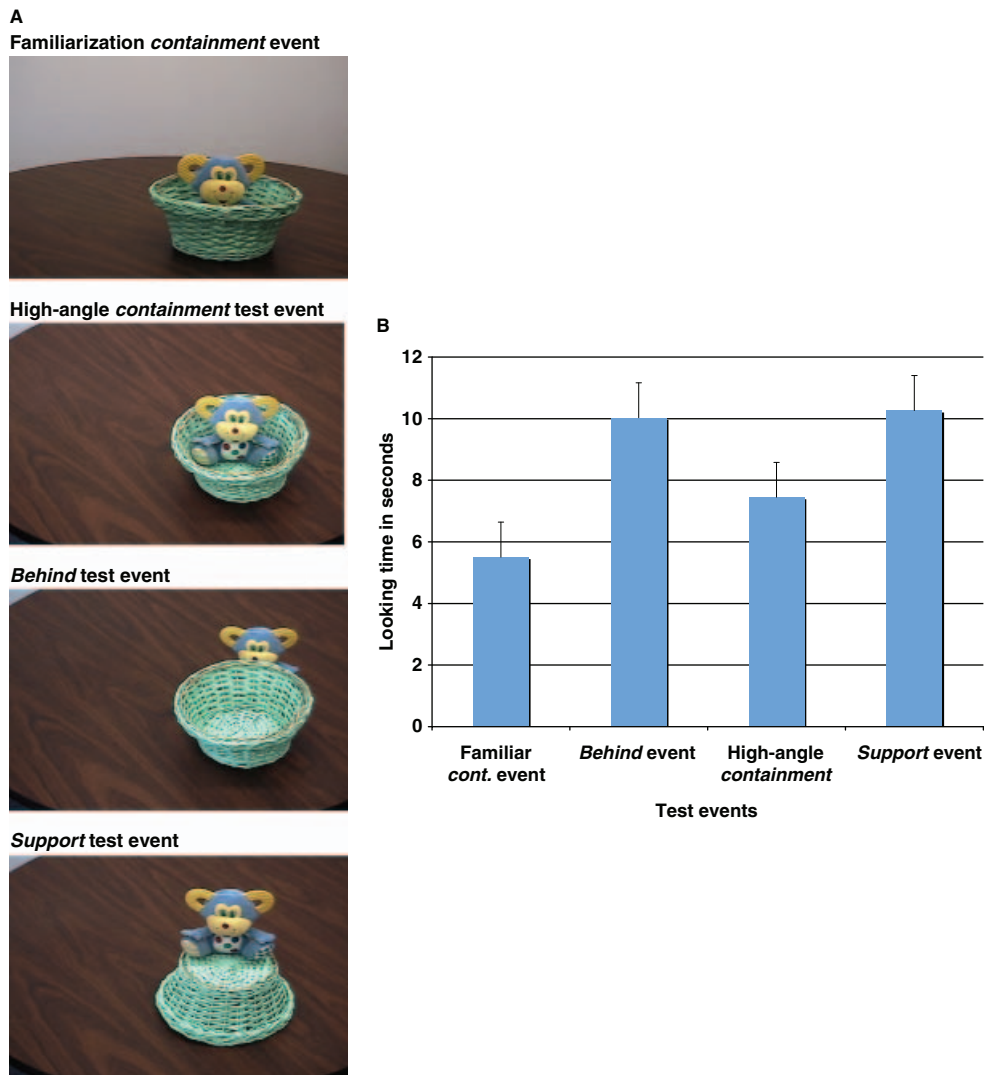 A
Familiarization containment event
High-angle containment test event
Behind test event
Support test event
B
12
10
8
6
4
2
0
Looking time in seconds
Familiar
cont. event
Behind event
High-angle
containment
Support event
Test events